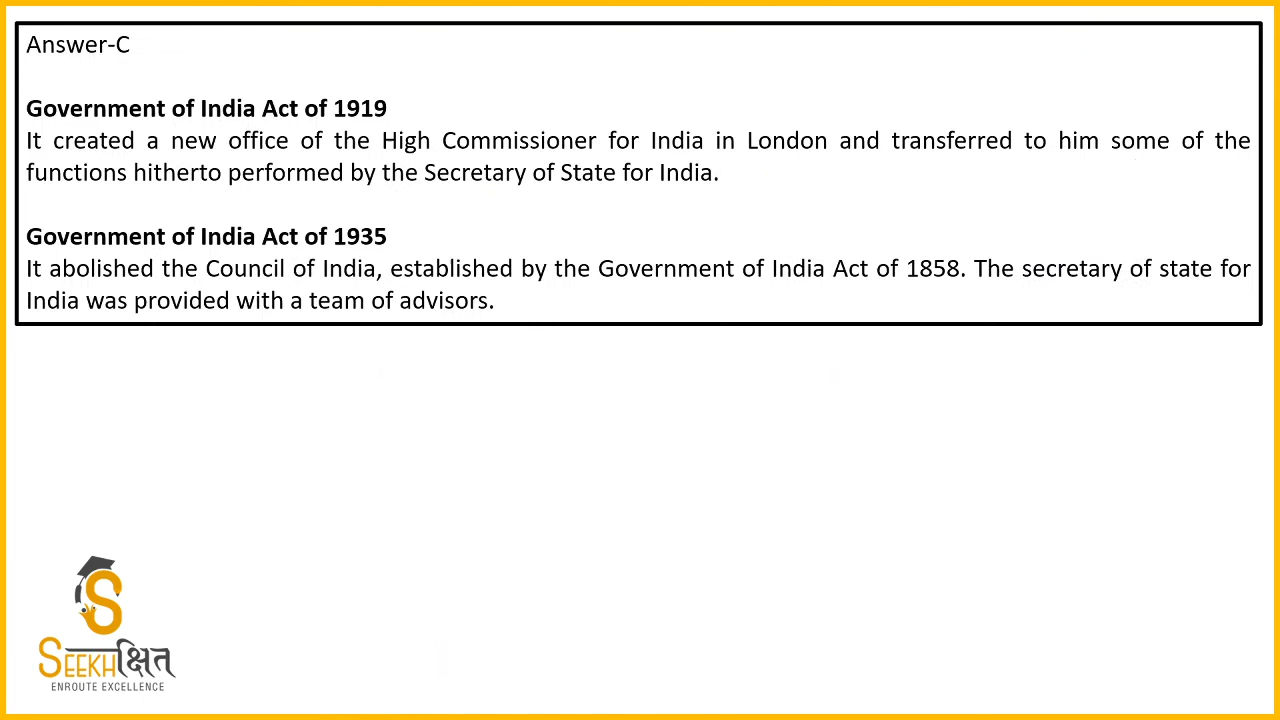 Answer-C
Government of India Act of 1919
It created a new office of the High Commissioner for India in London and transferred to him some of the
functions hitherto performed by the Secretary of State for India.
Government of India Act of 1935
It abolished the Council of India, established by the Government of India Act of 1858. The secretary of state for
India was provided with a team of advisors.
S
SEEKHक्षित
ENROUTE EXCELLENCE